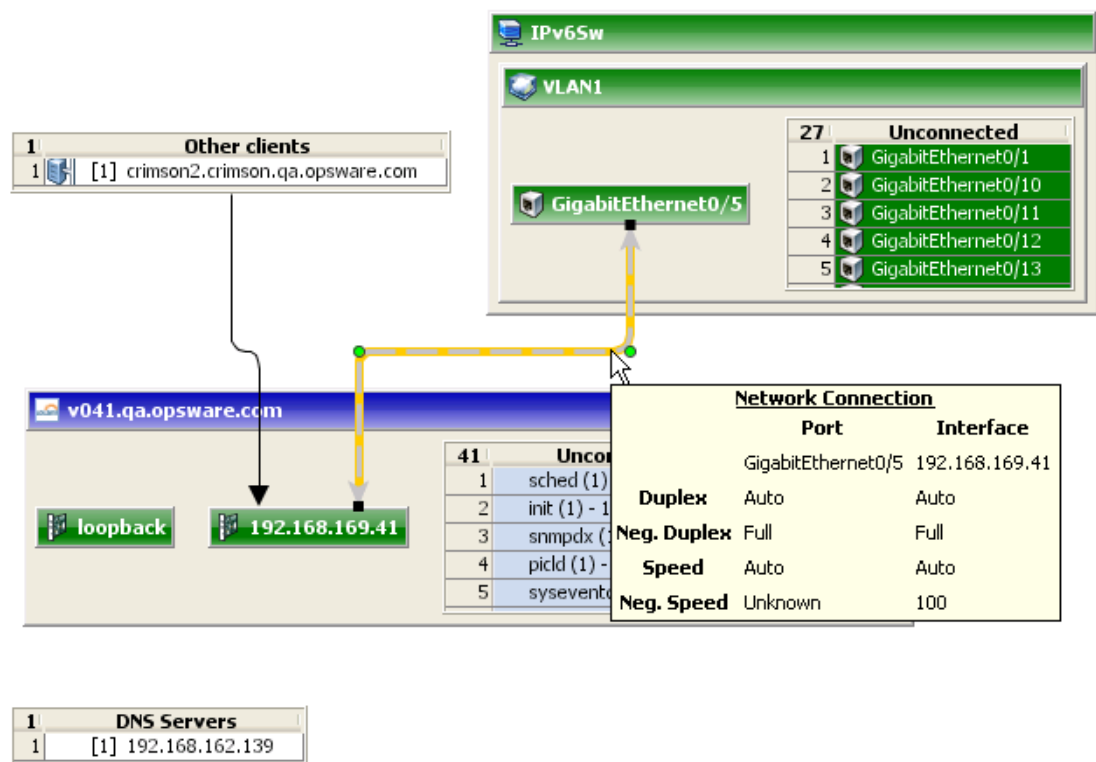 IPv6Sw
VLAN1
27 Unconnected
1 GigabitEthernet0/1
2 GigabitEthernet0/10
3 GigabitEthernet0/11
4 GigabitEthernet0/12
5 GigabitEthernet0/13
GigabitEthernet0/5
1 Other clients
1 [1] crimson2.crimson.qa.opsware.com
v041.qa.opsware.com
loopback
192.168.169.41
41 Uncor
1 sched (1)
2 init (1) - 1
3 snmpdx (
4 picld (1) -
5 sysevent
Network Connection
Port Interface
GigabitEthernet0/5 192.168.169.41
Duplex Auto Auto
Neg. Duplex Full Full
Speed Auto Auto
Neg. Speed Unknown 100
1 DNS Servers
1 [1] 192.168.162.139